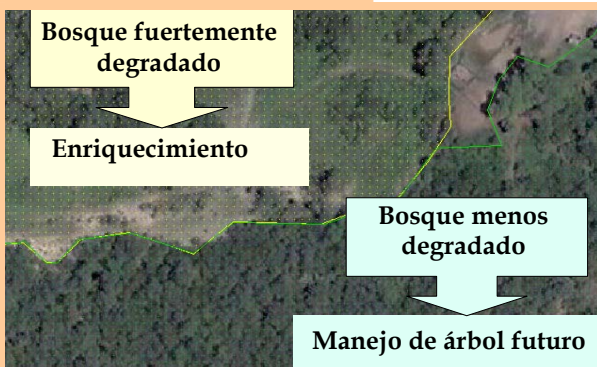 Bosque fuertemente
degradado
Enriquecimiento
Bosque menos
degradado
Manejo de árbol futuro